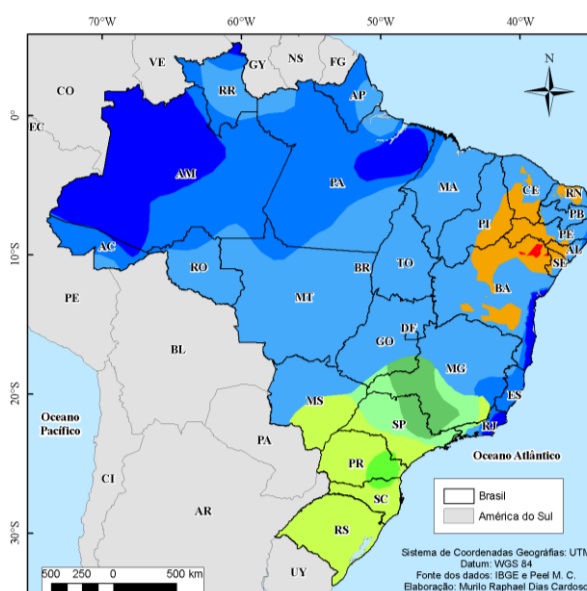 70°W 60°W 50°W 40°W
VE
GY
NS
FG
CO
RR
AP
0°
EC
AM
PA
MA
CE
RN
PB
PI
PE
AC
AL
SE
10°S
RO
TO
BR
BA
PE
MT
DF
GO
BL
MG
20°S
MS
ES
SP
Oceano
Pacífico
RJ
PA
Oceano Atlântico
PR
CI
SC
Brasil
AR
América do Sul
RS
30°S
UY
Sistema de Coordenadas Geográfias: UTM
Datum: WGS 84
Fonte dos dados: IBGE e Peel M. C.
Elaboração: Murilo Raphael Dias Cardoso
500 250 0 500 km